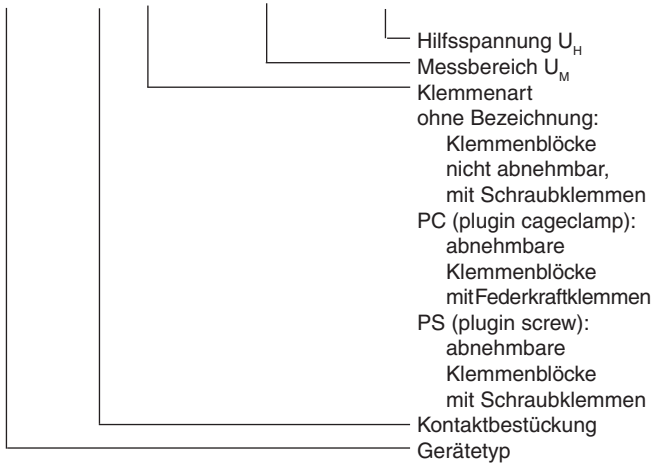 Hilfsspannung U_H
Messbereich U_M
Klemmenart
ohne Bezeichnung:
Klemmenblöcke
nicht abnehmbar,
mit Schraubklemmen
PC (plugin cageclamp):
abnehmbare
Klemmenblöcke
mitFederkraftklemmen
PS (plugin screw):
abnehmbare
Klemmenblöcke
mit Schraubklemmen
Kontaktbestückung
Gerätetyp